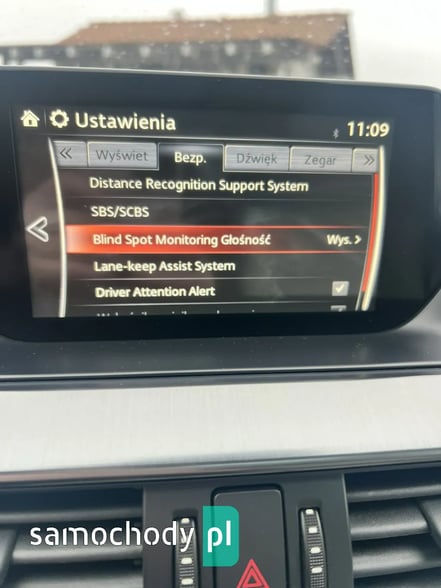 Ustawienia 11:09
Wyświet Bezp. Dźwięk Zegar
Distance Recognition Support System
SBS/SCBS
Blind Spot Monitoring Głośność Wys.
Lane-keep Assist System
Driver Attention Alert
samochody pl